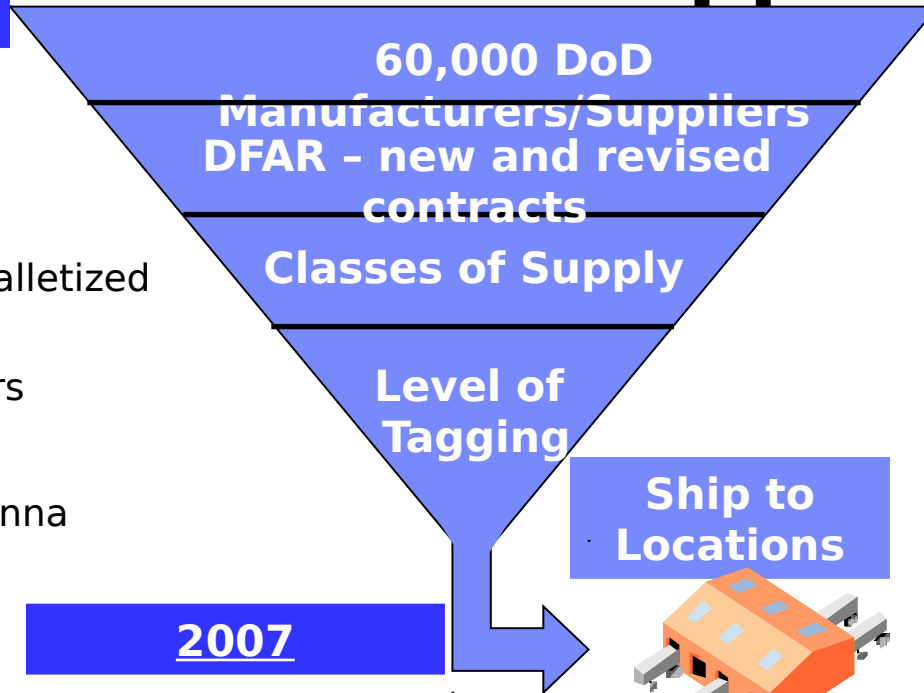 60,000 DoD
Manufacturers/Suppliers
DFAR – new and revised
contracts
Classes of Supply
alletized
Level of
Tagging
rs
Ship to
Locations
nna
2007